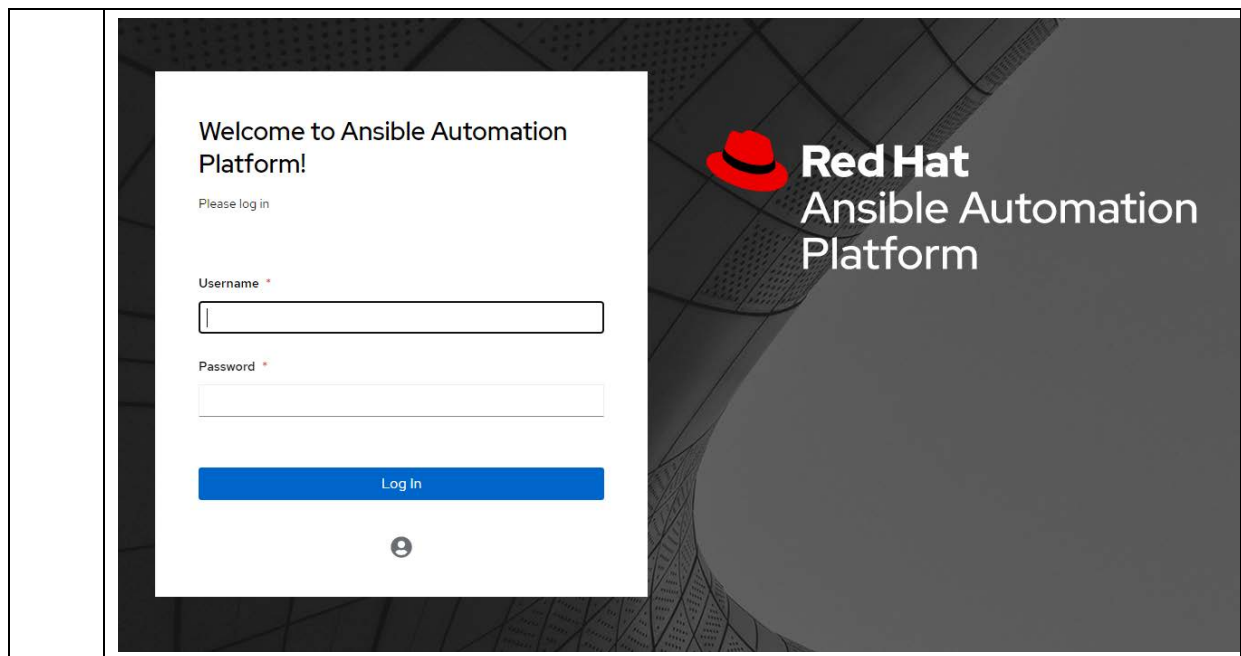 Welcome to Ansible Automation
Platform!
Please log in
Username *
Password *
Log In
Red Hat
Ansible Automation
Platform